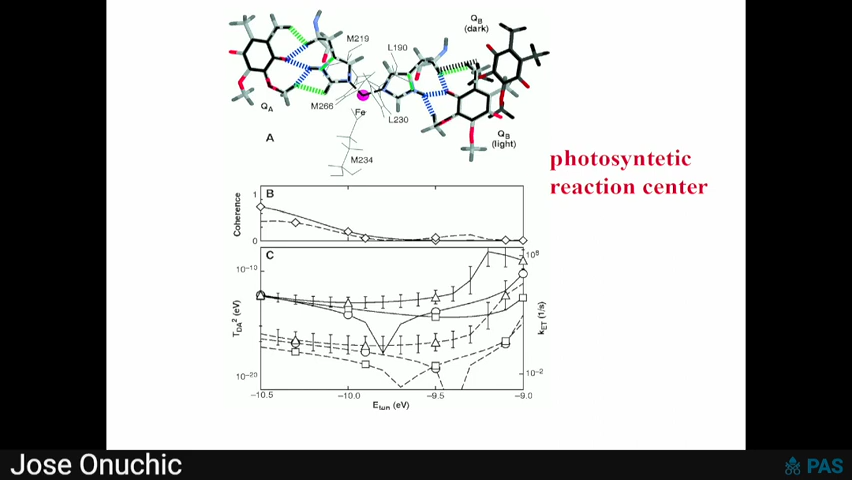 Q_B
(dark)
M219
L190
Q_A
M266
Fe
L230
Q_B
(light)
A
M234
photosyntetic
reaction center
B
Coherence
1
0
C
10^8
10^-10
T_DA^2 (eV)
k_ET (1/s)
10^-20
10^-2
-10.5
-10.0
-9.5
-9.0
E_tun (eV)
Jose Onuchic
PAS